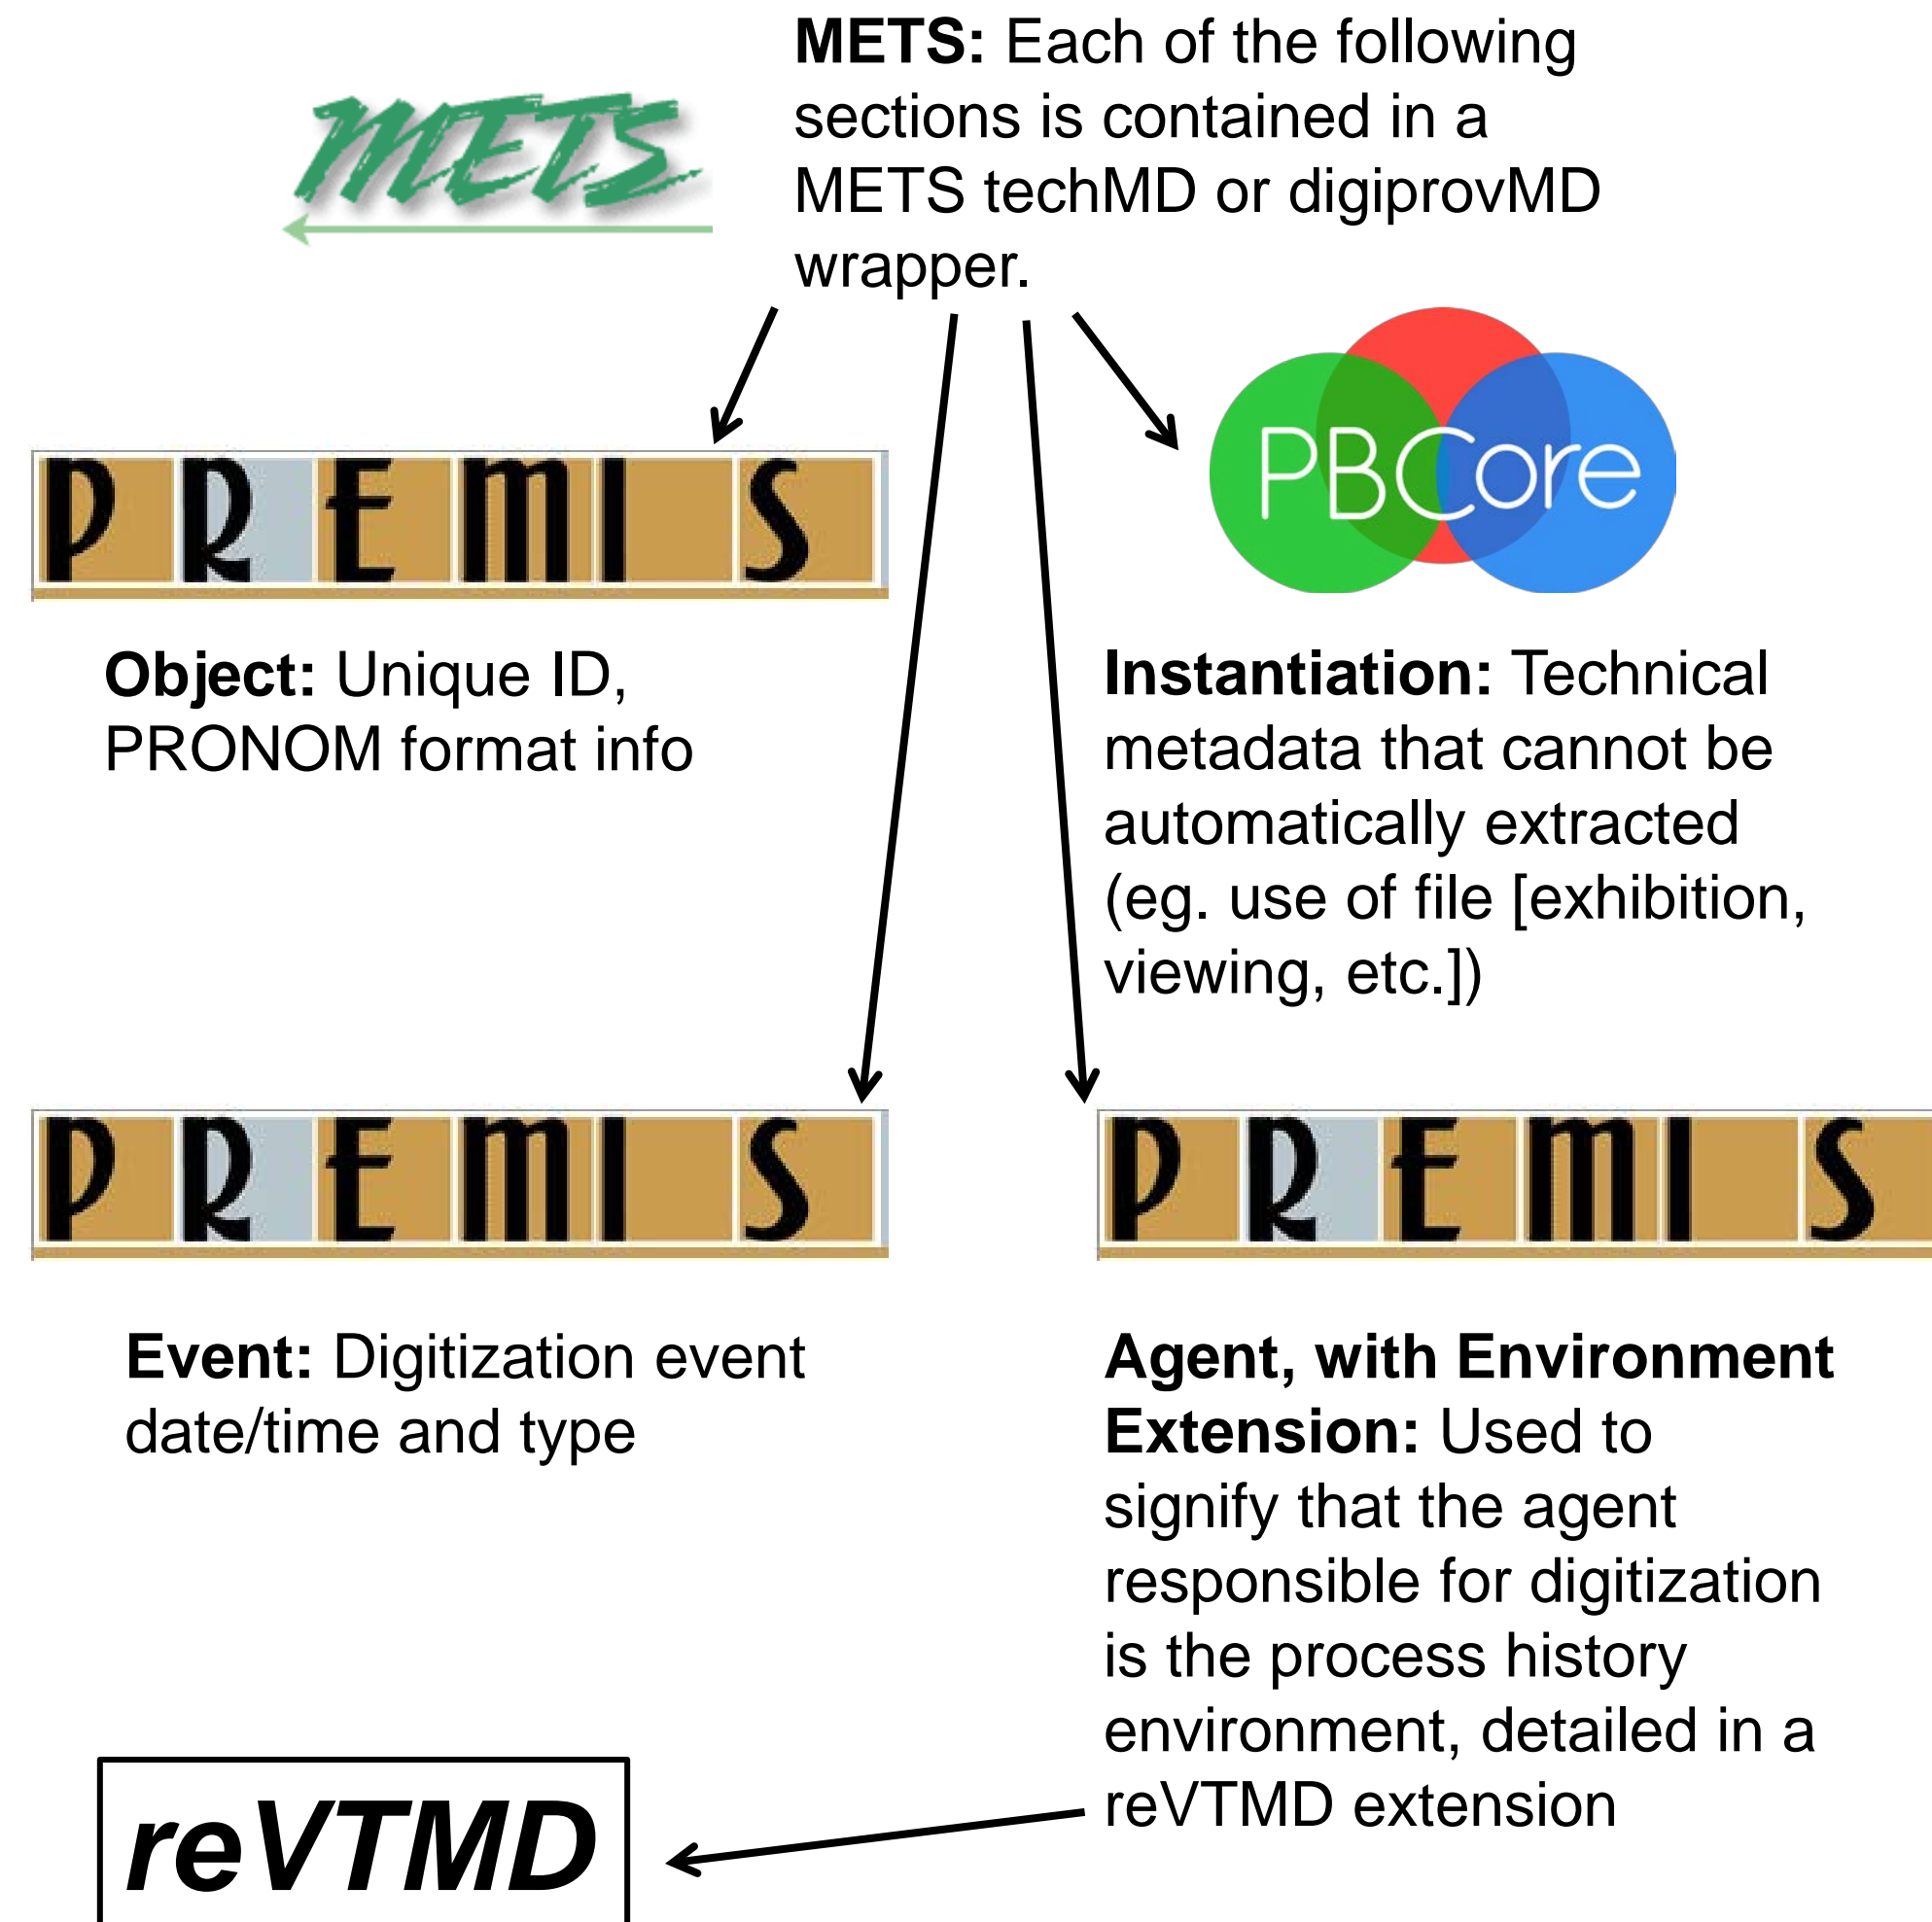 METS
METS: Each of the following
sections is contained in a
METS techMD or digiprovMD
wrapper.
PREMIS
Object: Unique ID,
PRONOM format info
PBCore
Instantiation: Technical
metadata that cannot be
automatically extracted
(eg. use of file [exhibition,
viewing, etc.])
PREMIS
Event: Digitization event
date/time and type
PREMIS
Agent, with Environment
Extension: Used to
signify that the agent
responsible for digitization
is the process history
environment, detailed in a
reVTMD extension
reVTMD